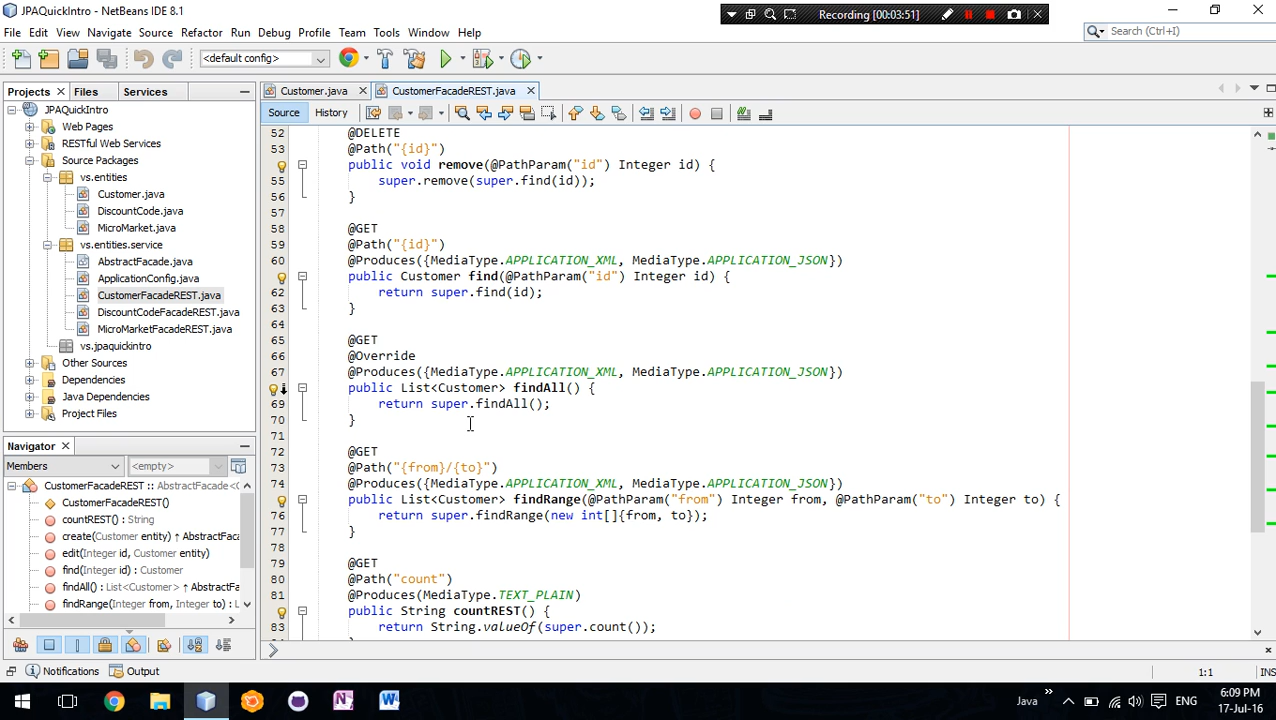 JPAQuickIntro - NetBeans IDE 8.1
Recording [00:03:51]
File Edit View Navigate Source Refactor Run Debug Profile Team Tools Window Help
Search (Ctrl+I)
<default config>
Projects Files Services
Customer.java CustomerFacadeREST.java
Source History
JPAQuickIntro
Web Pages
RESTful Web Services
Source Packages
vs.entities
Customer.java
DiscountCode.java
MicroMarket.java
vs.entities.service
AbstractFacade.java
ApplicationConfig.java
CustomerFacadeREST.java
DiscountCodeFacadeREST.java
MicroMarketFacadeREST.java
vs.jpaquickintro
Other Sources
Dependencies
Java Dependencies
Project Files
Navigator
Members <empty>
CustomerFacadeREST :: AbstractFacade<C
CustomerFacadeREST()
countREST() : String
create(Customer entity) ↑ AbstractFa
edit(Integer id, Customer entity)
find(Integer id) : Customer
findAll() : List<Customer> ↑ AbstractFa
findRange(Integer from, Integer to) : L
52 @DELETE
53 @Path("{id}")
public void remove(@PathParam("id") Integer id) {
55 super.remove(super.find(id));
56 }
57
58 @GET
59 @Path("{id}")
60 @Produces({MediaType.APPLICATION_XML, MediaType.APPLICATION_JSON})
public Customer find(@PathParam("id") Integer id) {
62 return super.find(id);
63 }
64
65 @GET
66 @Override
67 @Produces({MediaType.APPLICATION_XML, MediaType.APPLICATION_JSON})
public List<Customer> findAll() {
69 return super.findAll();
70 }
71
72 @GET
73 @Path("{from}/{to}")
74 @Produces({MediaType.APPLICATION_XML, MediaType.APPLICATION_JSON})
public List<Customer> findRange(@PathParam("from") Integer from, @PathParam("to") Integer to) {
76 return super.findRange(new int[]{from, to});
77 }
78
79 @GET
80 @Path("count")
81 @Produces(MediaType.TEXT_PLAIN)
public String countREST() {
83 return String.valueOf(super.count());
Notifications Output
1:1 INS
Java ENG
6:09 PM
17-Jul-16